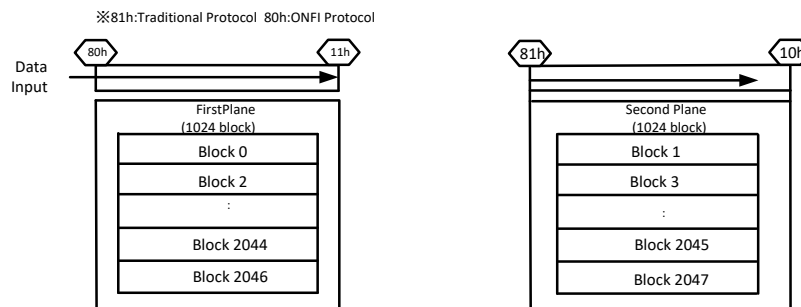 ※81h:Traditional Protocol 80h:ONFI Protocol
80h
11h
81h
10h
Data
Input
FirstPlane
(1024 block)
Block 0
Block 2
:
Block 2044
Block 2046
Second Plane
(1024 block)
Block 1
Block 3
:
Block 2045
Block 2047